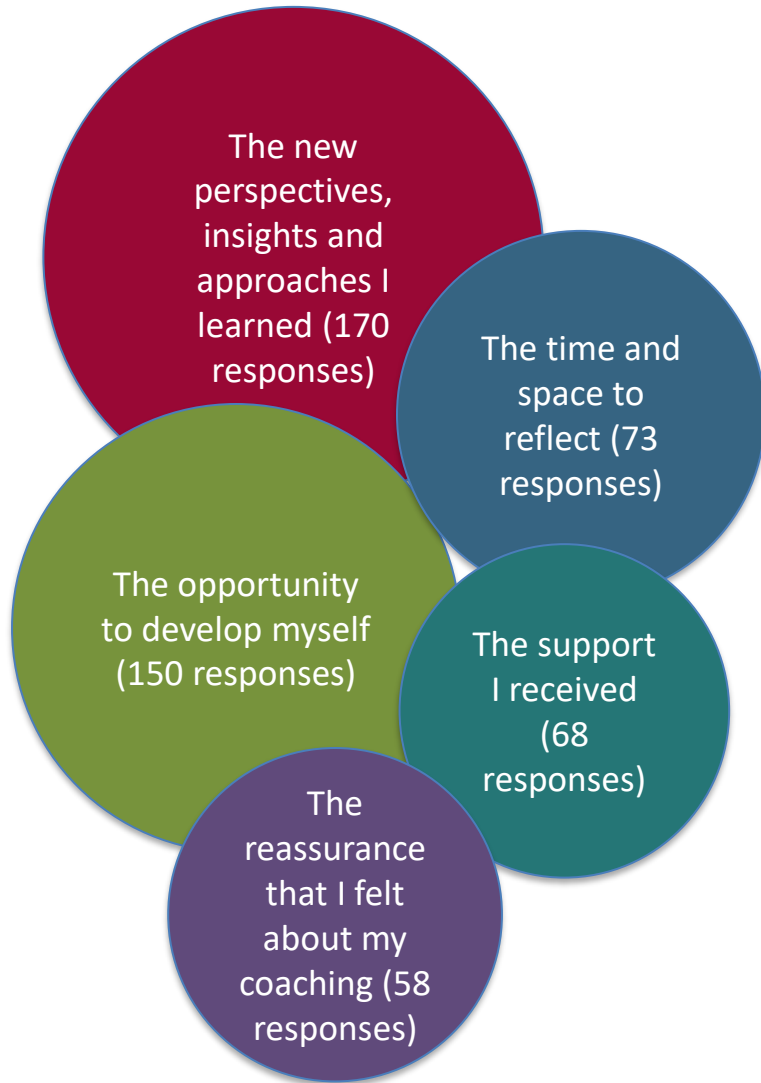 The new
perspectives,
insights and
approaches I
learned (170
responses)
The time and
space to
reflect (73
responses)
The opportunity
to develop myself
(150 responses)
The support
I received
(68
responses)
The
reassurance
that I felt
about my
coaching (58
responses)